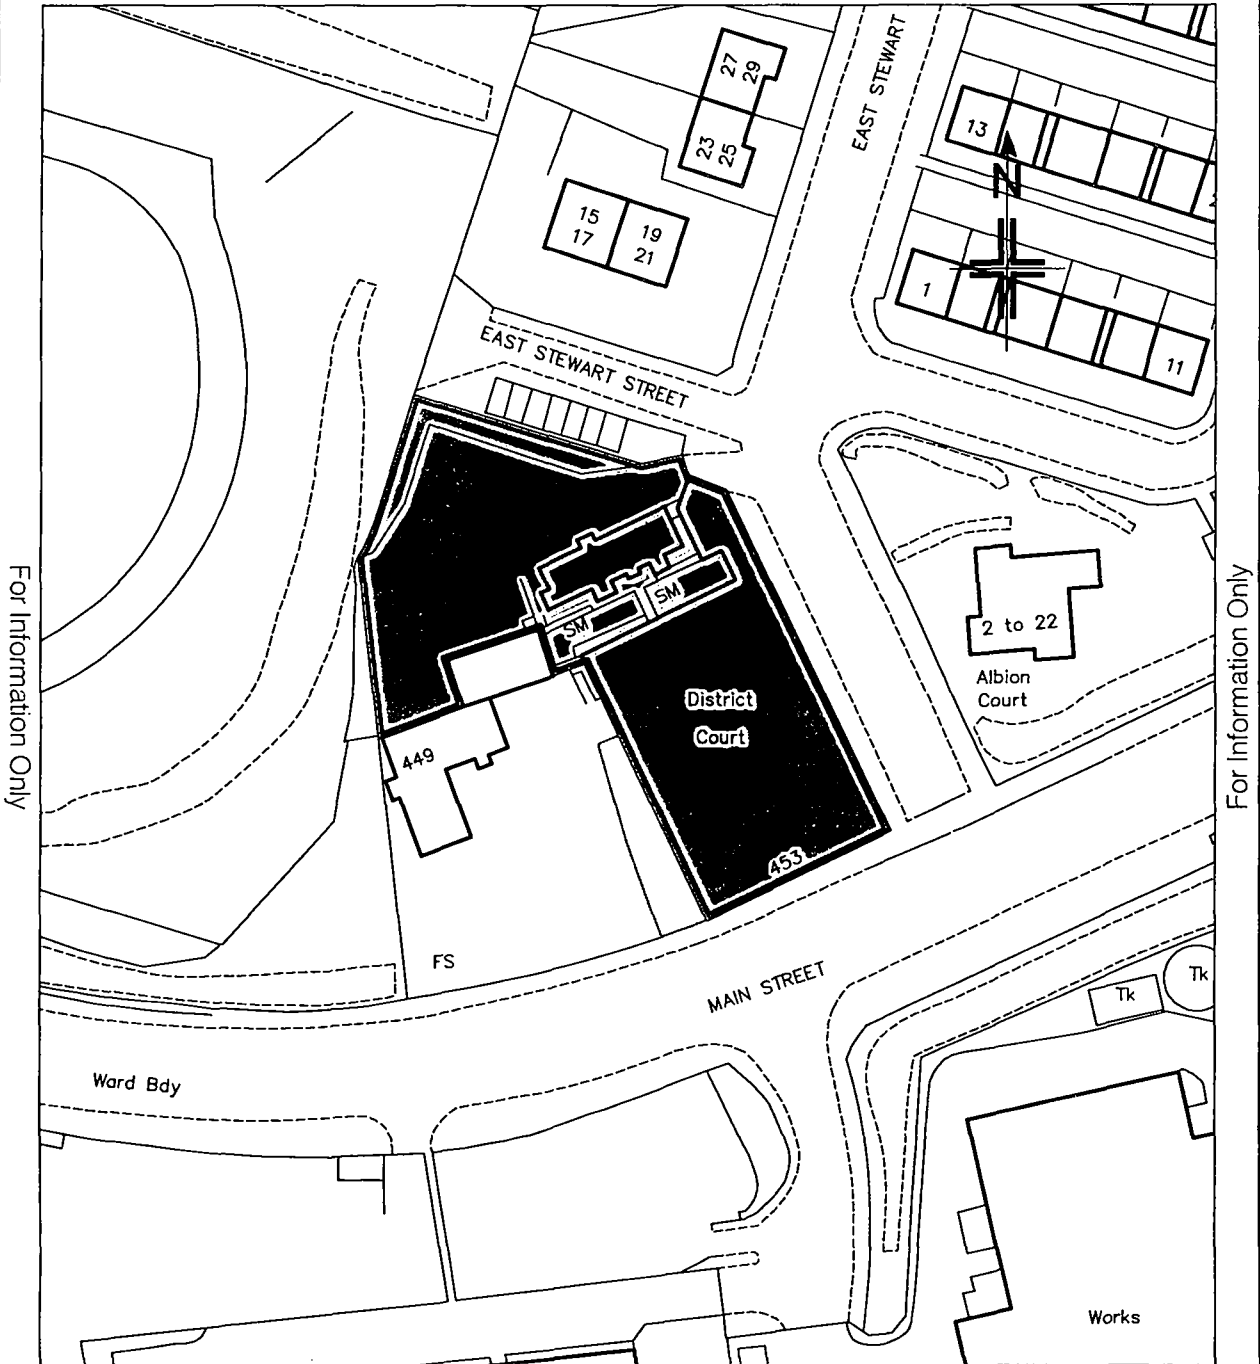 27
29
23
25
EAST STEWART
13
N
15
17
19
21
1
11
EAST STEWART STREET
SM
SM
2 to 22
Albion
Court
District
Court
449
453
FS
MAIN STREET
Tk
Tk
Ward Bdy
Works
For Information Only
For Information Only